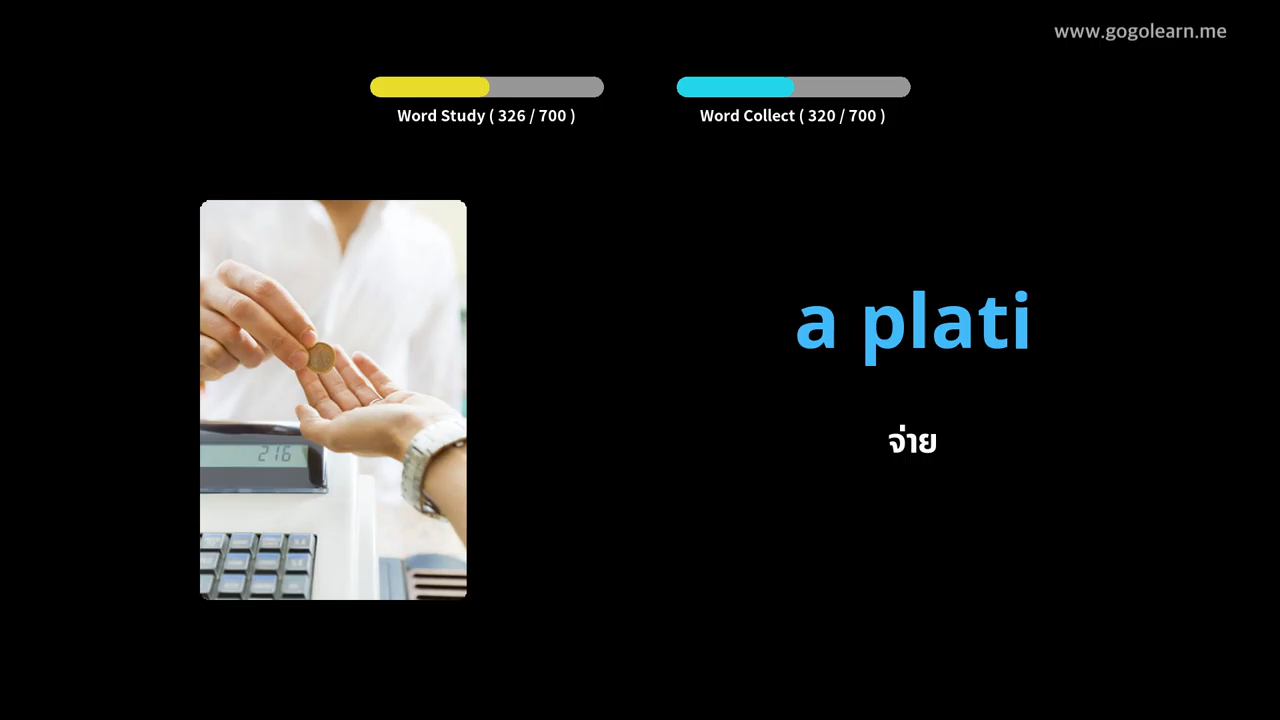 www.gogolearn.me
Word Study ( 326 / 700 )
Word Collect ( 320 / 700 )
216
a plati
จ่าย